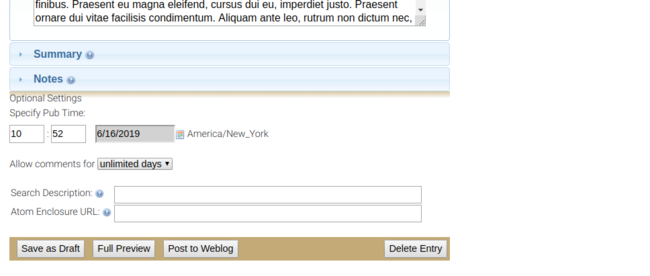 finibus. Praesent eu magna eleifend, cursus dui eu, imperdiet justo. Praesent
ornare dui vitae facilisis condimentum. Aliquam ante leo, rutrum non dictum nec,
Summary
Notes
Optional Settings
Specify Pub Time:
10 : 52 6/16/2019 America/New_York
Allow comments for unlimited days
Search Description:
Atom Enclosure URL:
Save as Draft Full Preview Post to Weblog Delete Entry